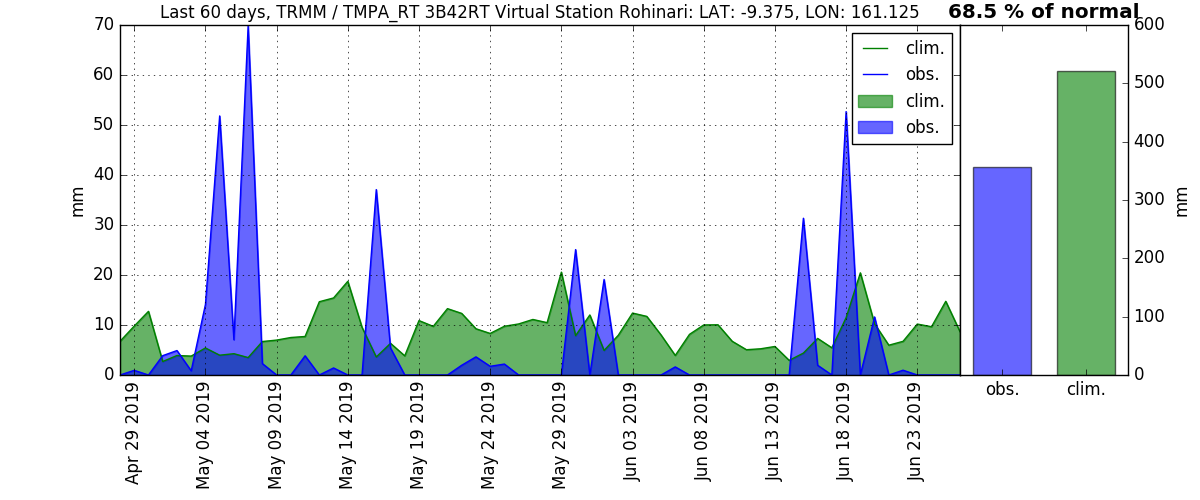 Last 60 days, TRMM / TMPA_RT 3B42RT Virtual Station Rohinari: LAT: -9.375, LON: 161.125
68.5 % of normal
70
60
50
40
30
20
10
0
mm
clim.
obs.
clim.
obs.
Apr 29 2019
May 04 2019
May 09 2019
May 14 2019
May 19 2019
May 24 2019
May 29 2019
Jun 03 2019
Jun 08 2019
Jun 13 2019
Jun 18 2019
Jun 23 2019
600
500
400
300
200
100
0
mm
obs.
clim.